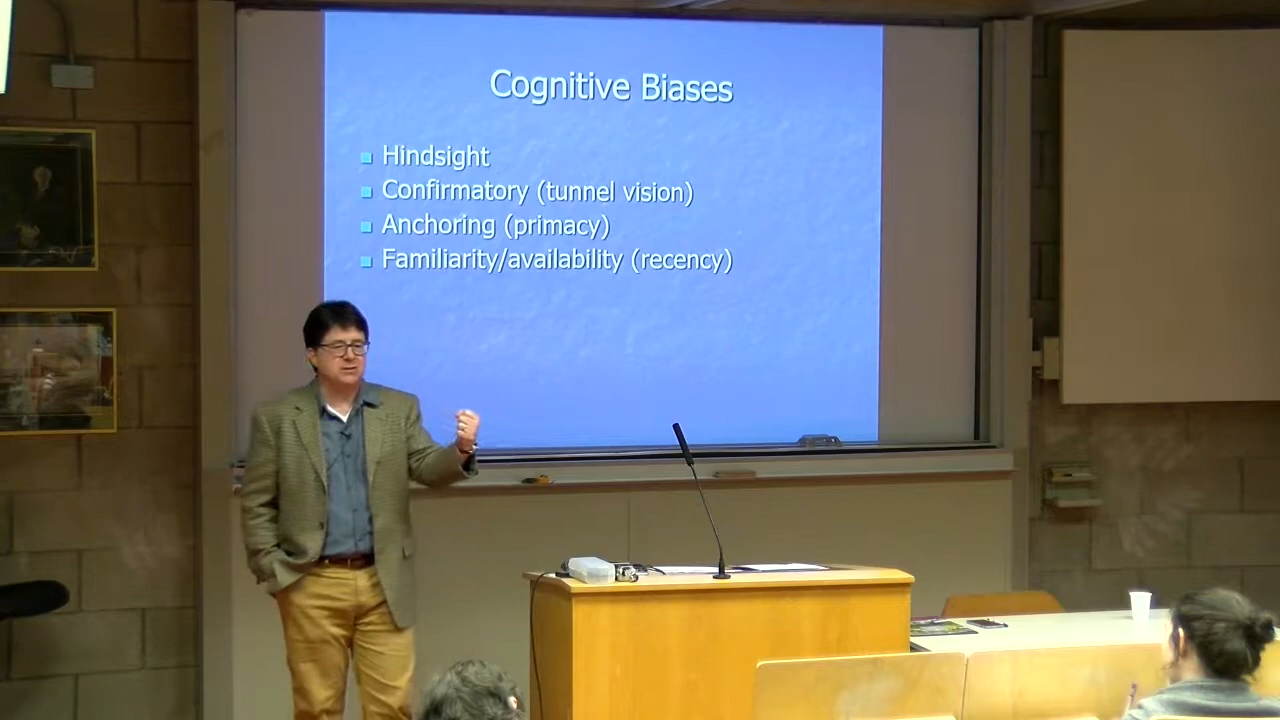 Cognitive Biases
Hindsight
Confirmatory (tunnel vision)
Anchoring (primacy)
Familiarity/availability (recency)